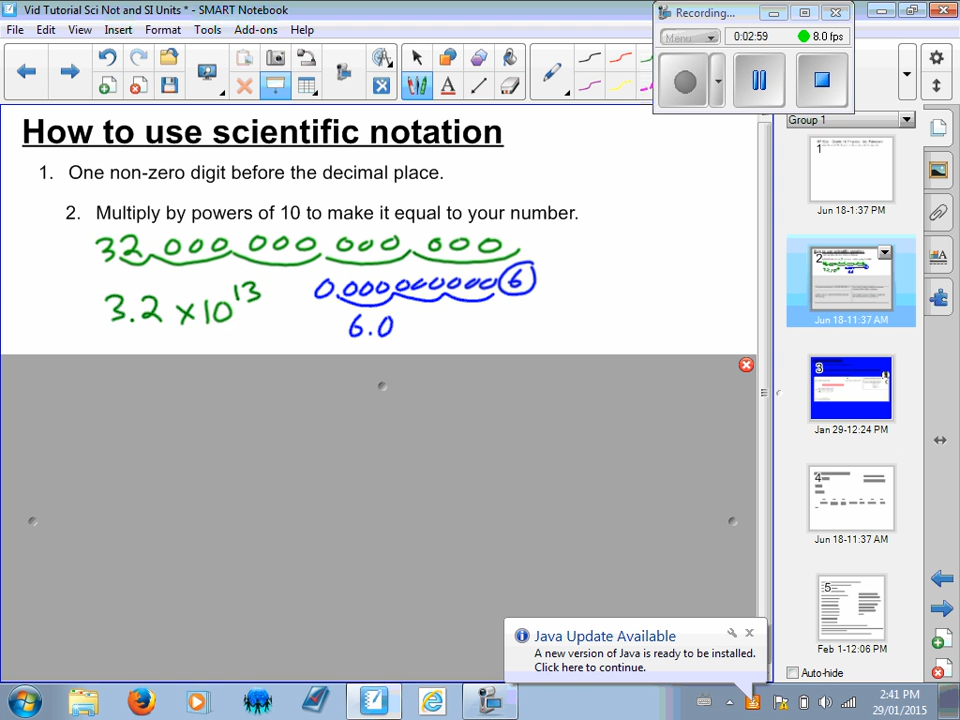 Vid Tutorial Sci Not and SI Units * - SMART Notebook
Recording...
File Edit View Insert Format Tools Add-ons Help
Menu
0:02:59
8.0 fps
How to use scientific notation
1. One non-zero digit before the decimal place.
2. Multiply by powers of 10 to make it equal to your number.
32 000 000 000 000
3.2 × 10^13
6.0
Group 1
1
Jun 18-1:37 PM
2
Jun 18-11:37 AM
3
Jan 29-12:24 PM
4
Jun 18-11:37 AM
5
Feb 1-12:06 PM
Auto-hide
Java Update Available
A new version of Java is ready to be installed.
Click here to continue.
2:41 PM
29/01/2015